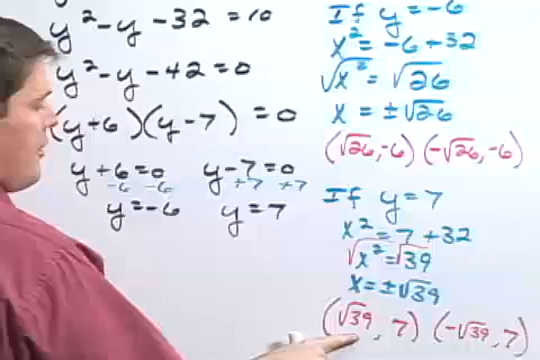 y² - y - 32 = 10
y² - y - 42 = 0
(y + 6)(y - 7) = 0
y + 6 = 0   y - 7 = 0
-6  -6   +7  +7
y = -6   y = 7
If y = -6
x² = -6 + 32
√x² = √26
x = ±√26
(√26, -6) (-√26, -6)
If y = 7
x² = 7 + 32
√x² = √39
x = ±√39
(√39, 7) (-√39, 7)